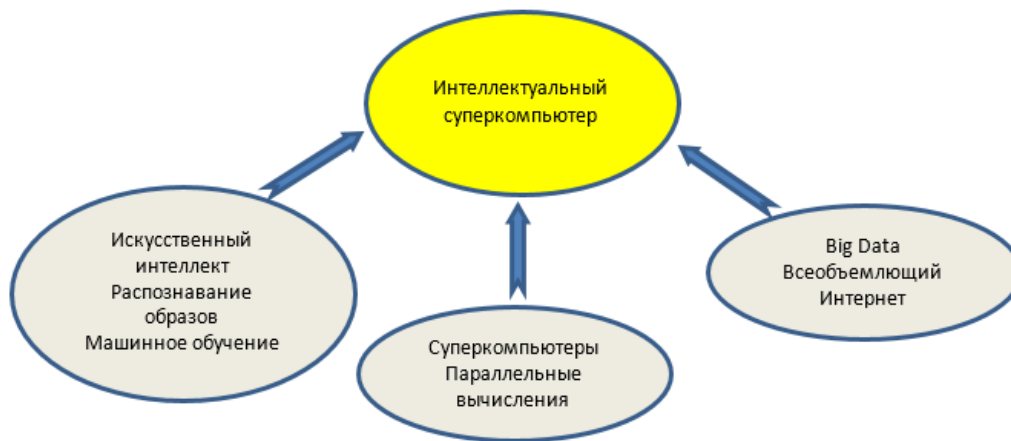 Интеллектуальный
суперкомпьютер
Искусственный
интеллект
Распознавание
образов
Машинное обучение
Суперкомпьютеры
Параллельные
вычисления
Big Data
Всеобъемлющий
Интернет